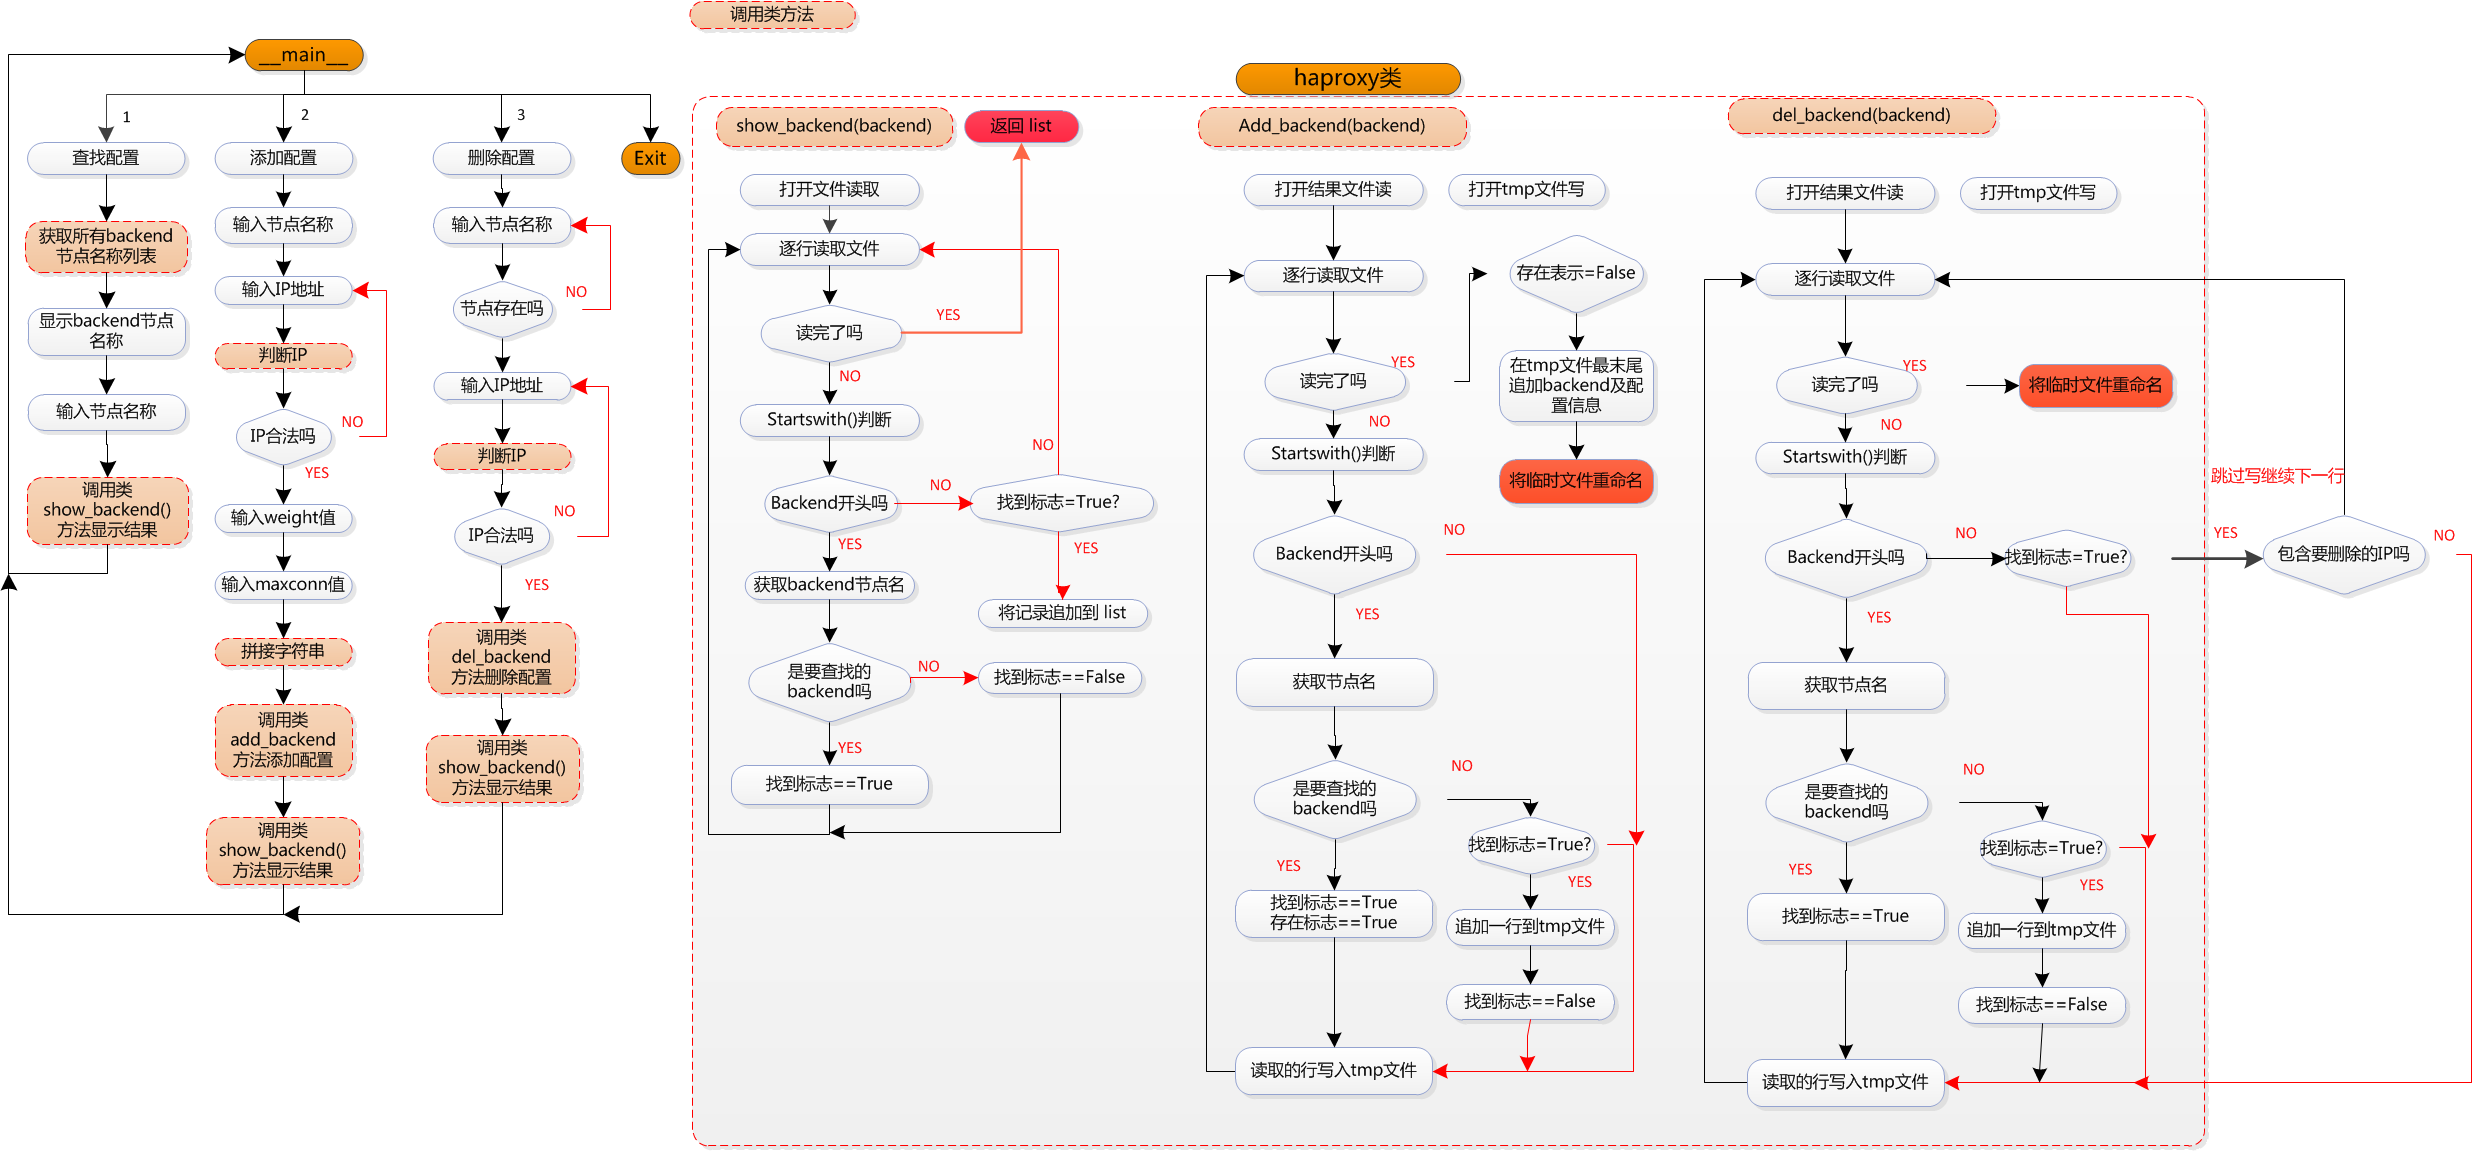 调用类方法
__main__
1
2
3
查找配置
获取所有backend
节点名称列表
显示backend节点
名称
输入节点名称
调用类
show_backend()
方法显示结果
添加配置
输入节点名称
输入IP地址
判断IP
IP合法吗
NO
YES
输入weight值
输入maxconn值
拼接字符串
调用类
add_backend
方法添加配置
调用类
show_backend()
方法显示结果
删除配置
输入节点名称
节点存在吗
NO
输入IP地址
判断IP
IP合法吗
NO
YES
调用类
del_backend
方法删除配置
调用类
show_backend()
方法显示结果
Exit
haproxy类
show_backend(backend)
返回 list
打开文件读取
逐行读取文件
读完了吗
YES
NO
Startswith()判断
Backend开头吗
NO
找到标志=True?
NO
YES
将记录追加到 list
YES
获取backend节点名
是要查找的
backend吗
NO
找到标志==False
YES
找到标志==True
Add_backend(backend)
打开结果文件读
打开tmp文件写
逐行读取文件
读完了吗
YES
存在表示=False
在tmp文件最末尾
追加backend及配
置信息
将临时文件重命名
NO
Startswith()判断
Backend开头吗
NO
YES
获取节点名
是要查找的
backend吗
NO
找到标志=True?
YES
YES
找到标志==True
存在标志==True
追加一行到tmp文件
找到标志==False
读取的行写入tmp文件
del_backend(backend)
打开结果文件读
打开tmp文件写
逐行读取文件
读完了吗
YES
将临时文件重命名
NO
Startswith()判断
Backend开头吗
NO
找到标志=True?
YES
包含要删除的IP吗
跳过写继续下一行
NO
YES
获取节点名
是要查找的
backend吗
NO
找到标志=True?
YES
YES
找到标志==True
追加一行到tmp文件
找到标志==False
读取的行写入tmp文件